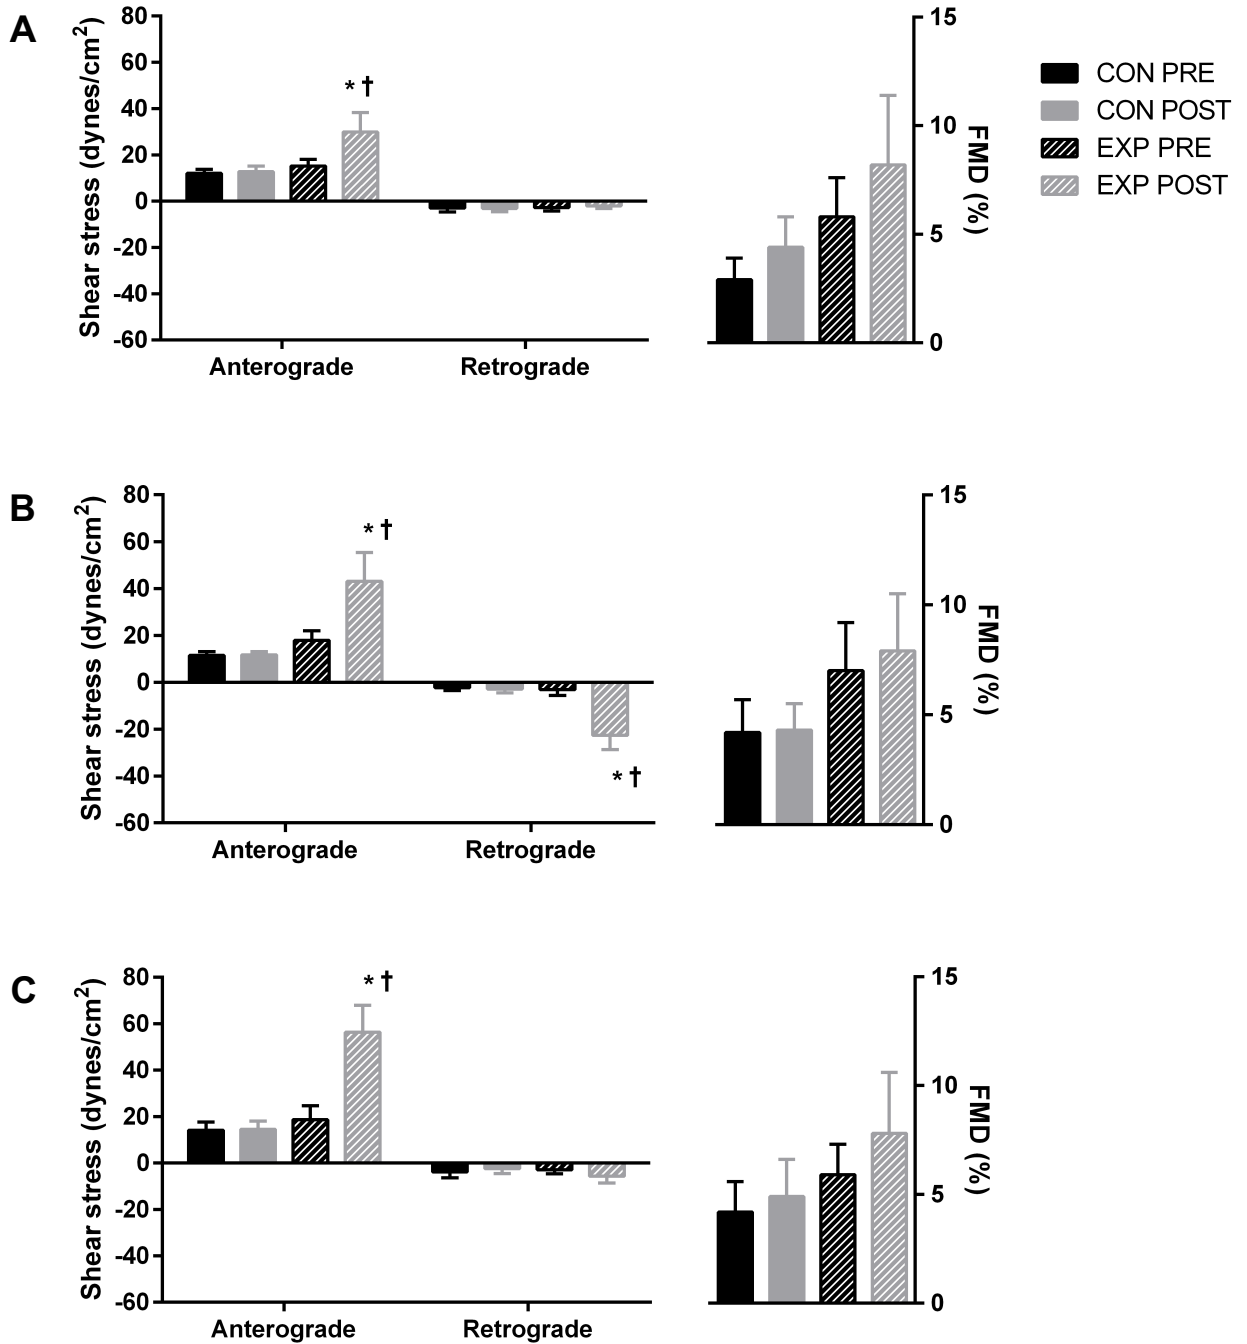 A
Shear stress (dynes/cm2)
80
60
40
20
0
-20
-40
-60
* †
Anterograde
Retrograde
15
10
5
0
FMD (%)
CON PRE
CON POST
EXP PRE
EXP POST
B
Shear stress (dynes/cm2)
80
60
40
20
0
-20
-40
-60
* †
* †
Anterograde
Retrograde
15
10
5
0
FMD (%)
C
Shear stress (dynes/cm2)
80
60
40
20
0
-20
-40
-60
* †
Anterograde
Retrograde
15
10
5
0
FMD (%)